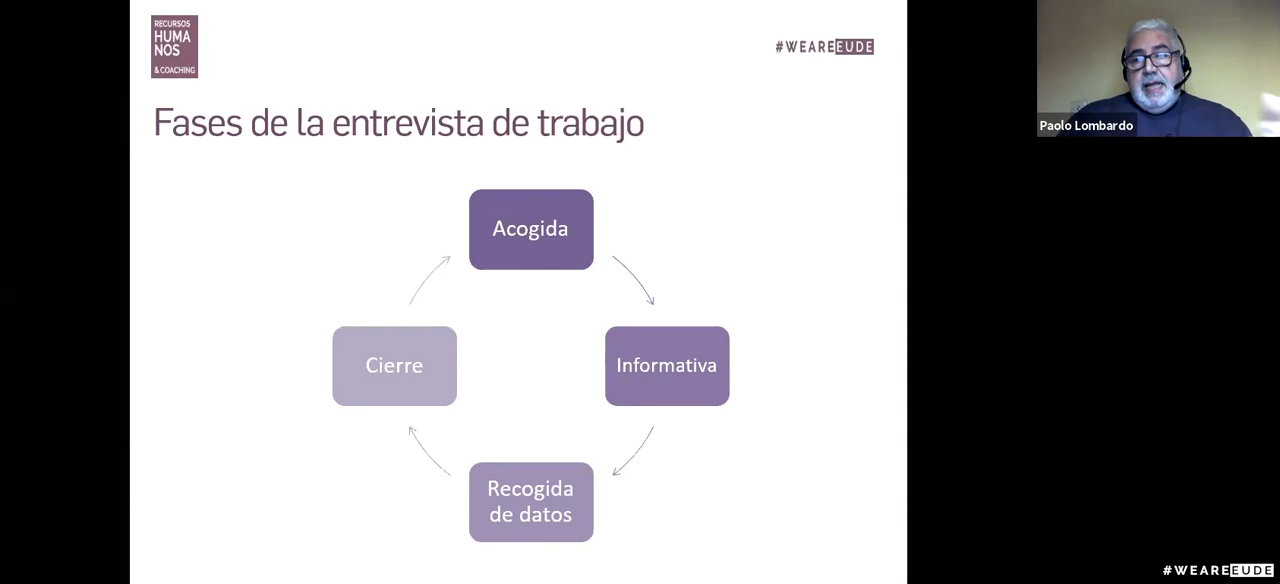 RECURSOS
HUMA
NOS
& COACHING
#WEAREEUDE
Fases de la entrevista de trabajo
Acogida
Informativa
Recogida
de datos
Cierre
Paolo Lombardo
#WEAREEUDE